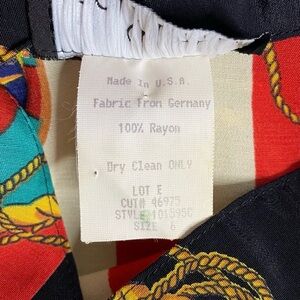 Made In U.S.A.
Fabric From Germany
100% Rayon
Dry Clean ONLY
LOT E
CUT# 46975
STYLE 101595C
SIZE 6